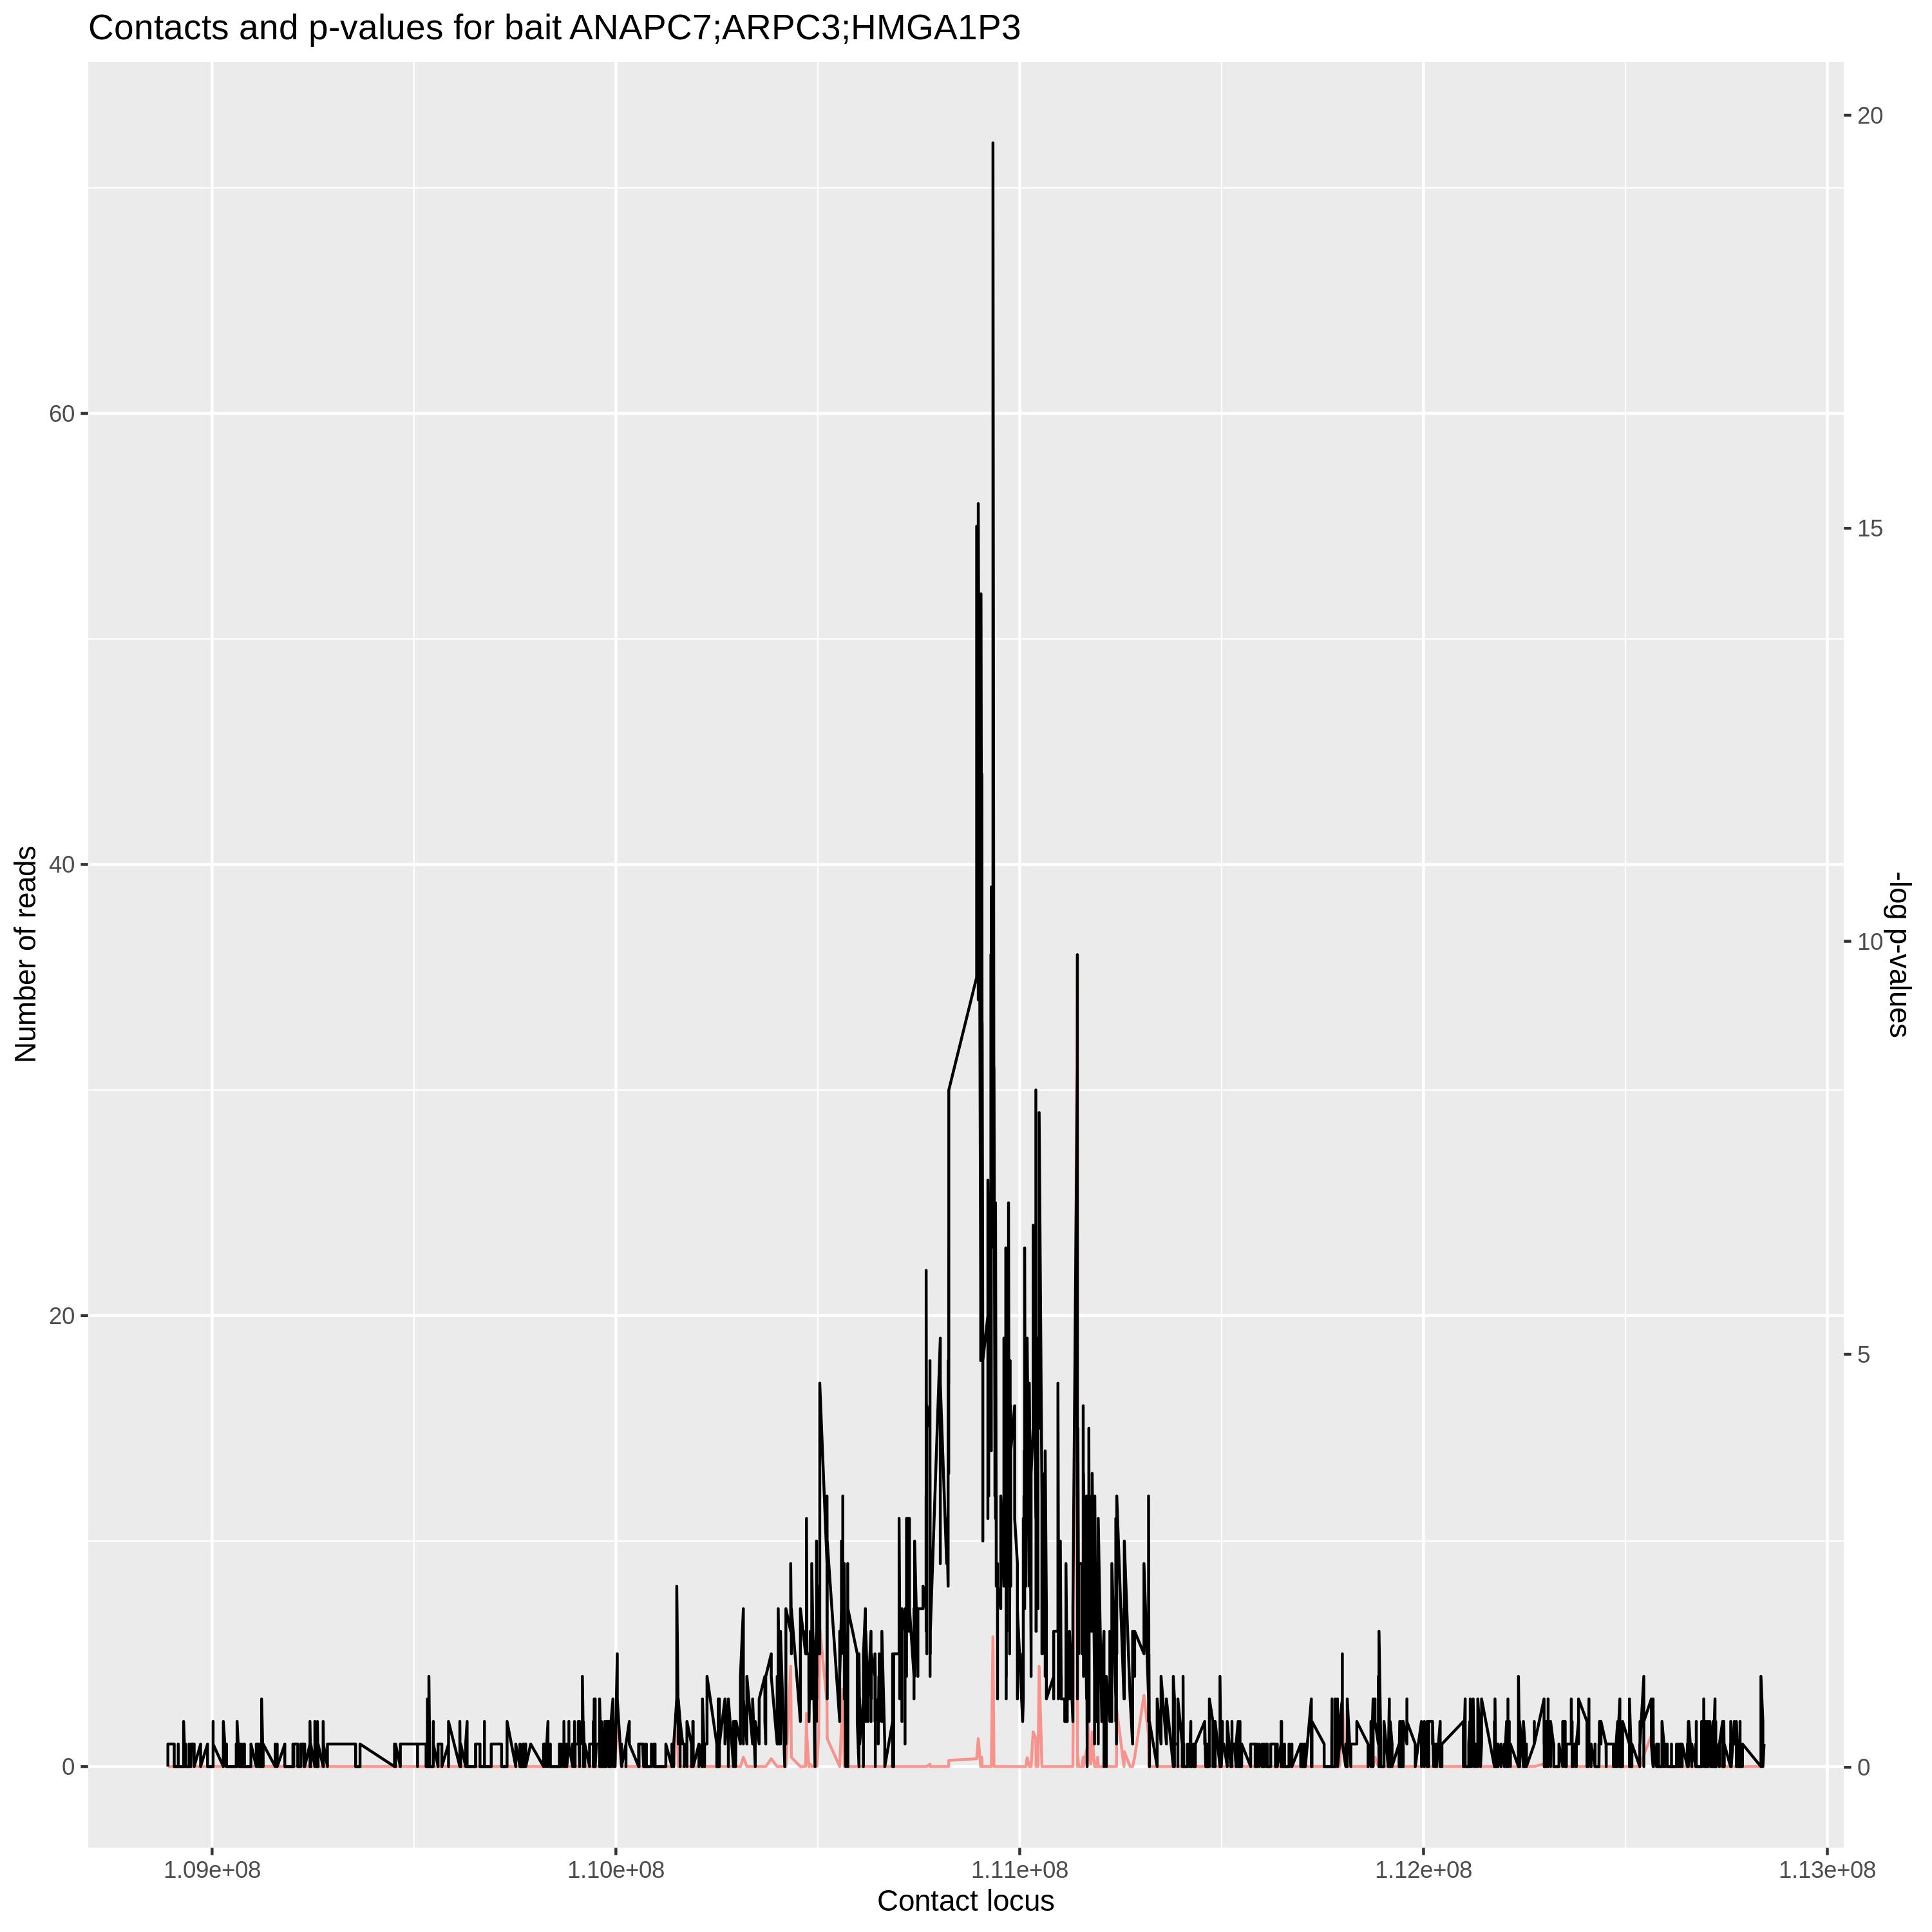 Contacts and p-values for bait ANAPC7;ARPC3;HMGA1P3
20
60
15
Number of reads
40
10
-log p-values
20
5
0
0
1.09e+08
1.10e+08
1.11e+08
1.12e+08
1.13e+08
Contact locus